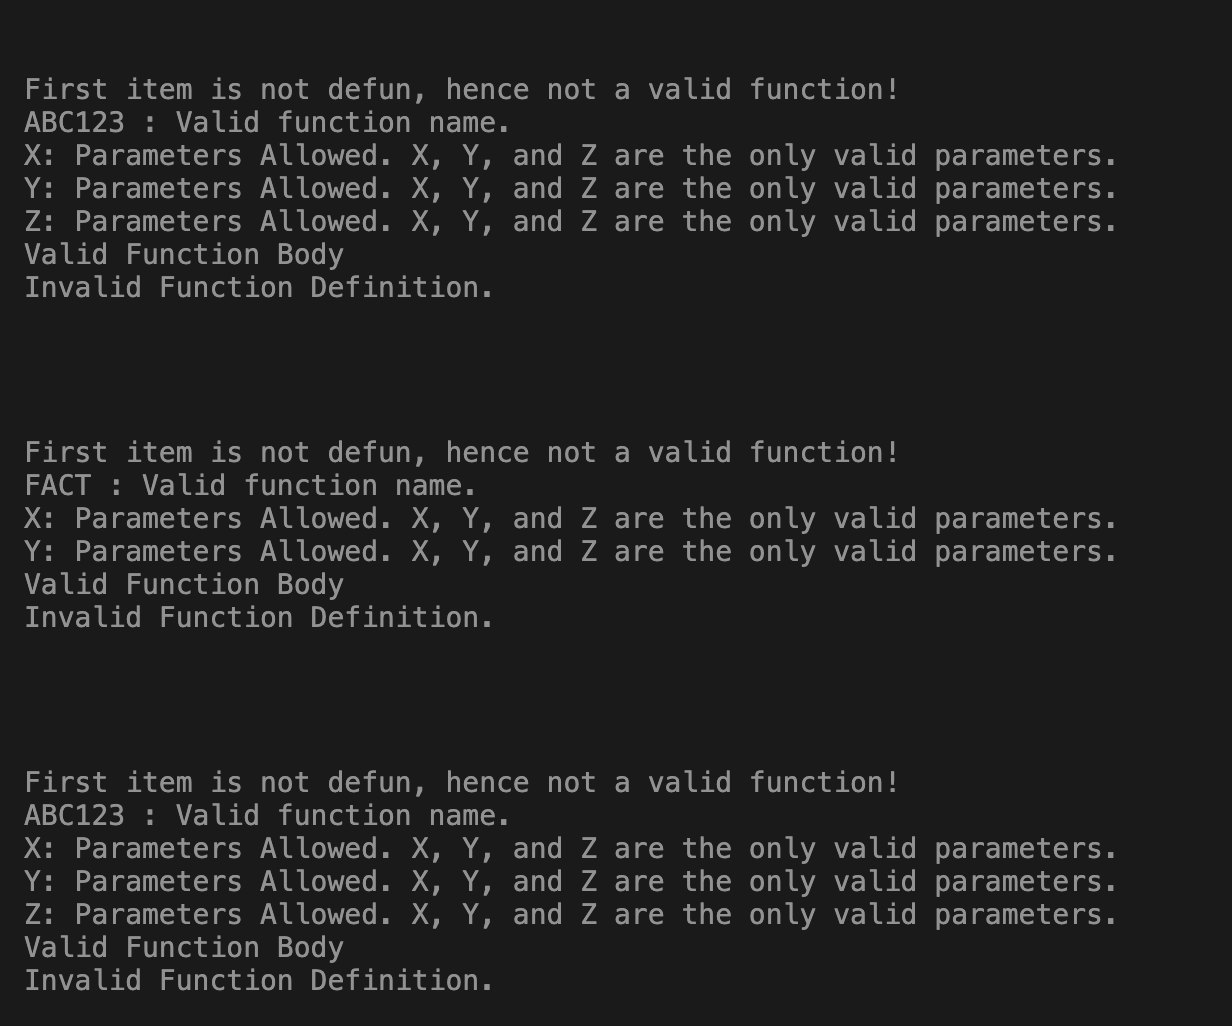 First item is not defun, hence not a valid function!
ABC123 : Valid function name.
X: Parameters Allowed. X, Y, and Z are the only valid parameters.
Y: Parameters Allowed. X, Y, and Z are the only valid parameters.
Z: Parameters Allowed. X, Y, and Z are the only valid parameters.
Valid Function Body
Invalid Function Definition.
First item is not defun, hence not a valid function!
FACT : Valid function name.
X: Parameters Allowed. X, Y, and Z are the only valid parameters.
Y: Parameters Allowed. X, Y, and Z are the only valid parameters.
Valid Function Body
Invalid Function Definition.
First item is not defun, hence not a valid function!
ABC123 : Valid function name.
X: Parameters Allowed. X, Y, and Z are the only valid parameters.
Y: Parameters Allowed. X, Y, and Z are the only valid parameters.
Z: Parameters Allowed. X, Y, and Z are the only valid parameters.
Valid Function Body
Invalid Function Definition.